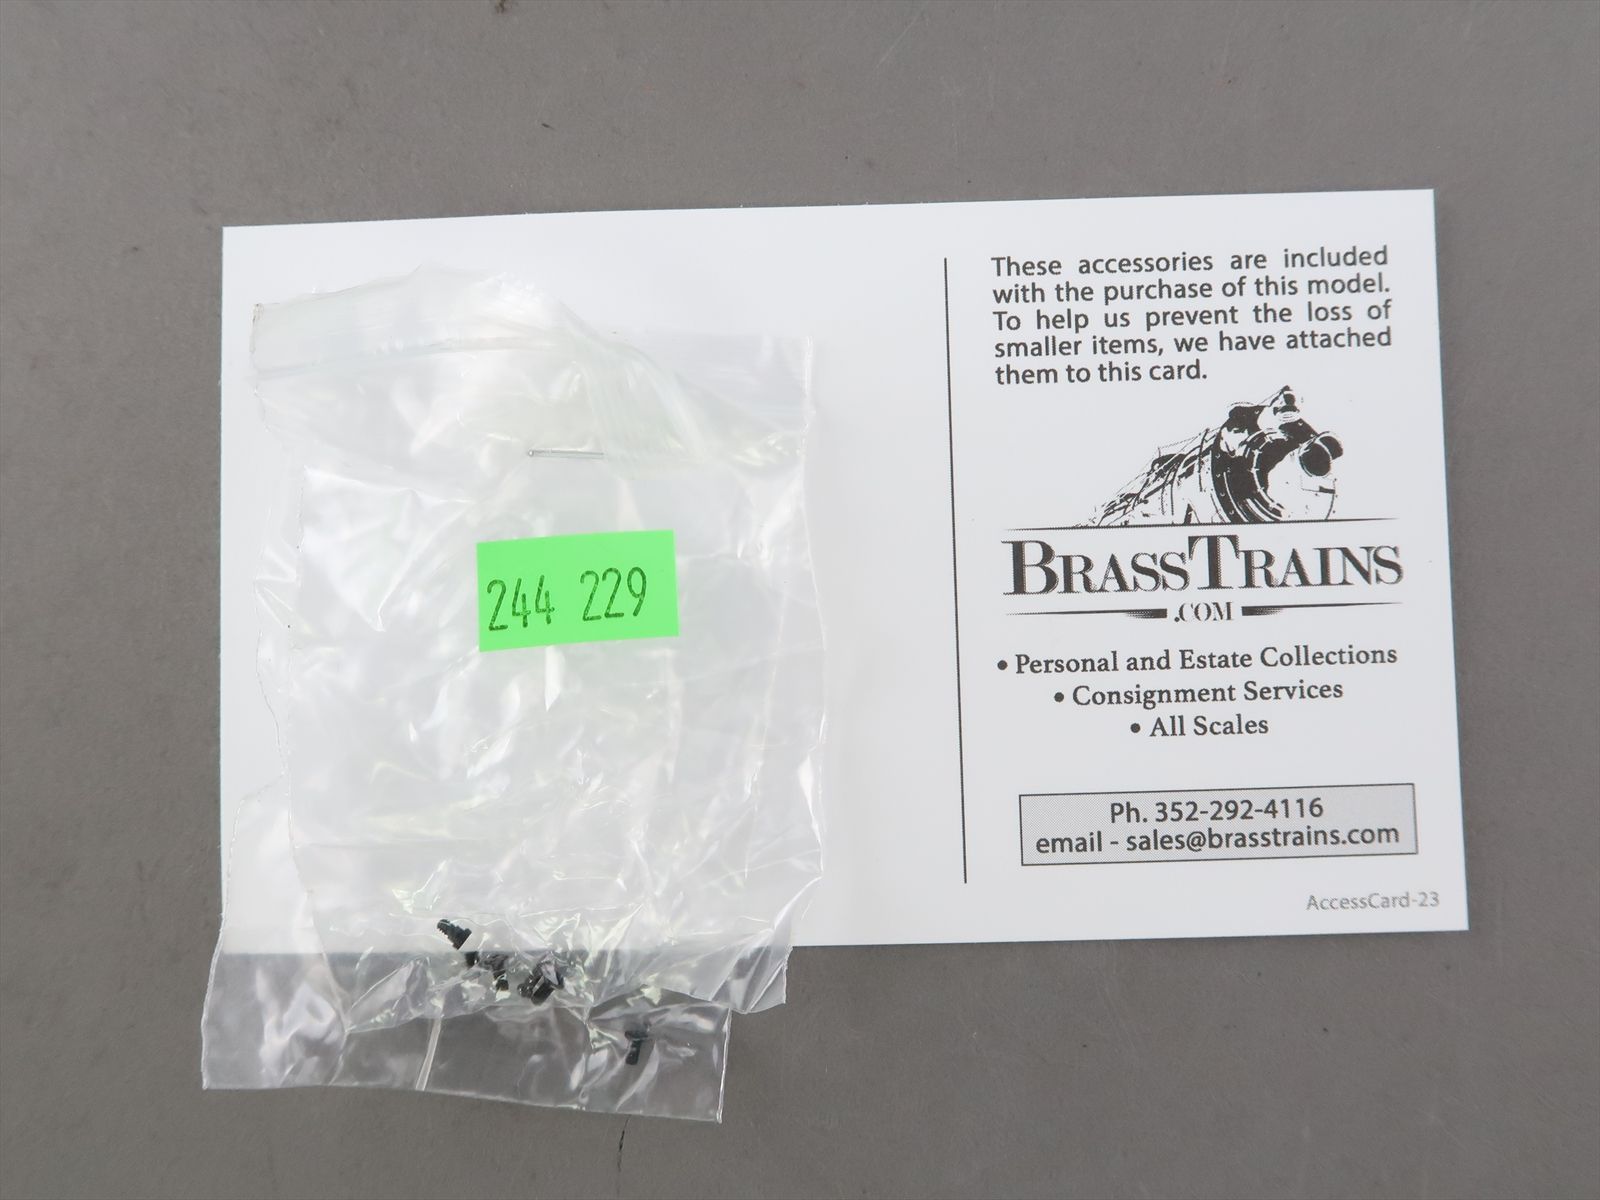 244 229
These accessories are included
with the purchase of this model.
To help us prevent the loss of
smaller items, we have attached
them to this card.
BRASSTRAINS
.COM
• Personal and Estate Collections
• Consignment Services
• All Scales
Ph. 352-292-4116
email - sales@brasstrains.com
AccessCard-23